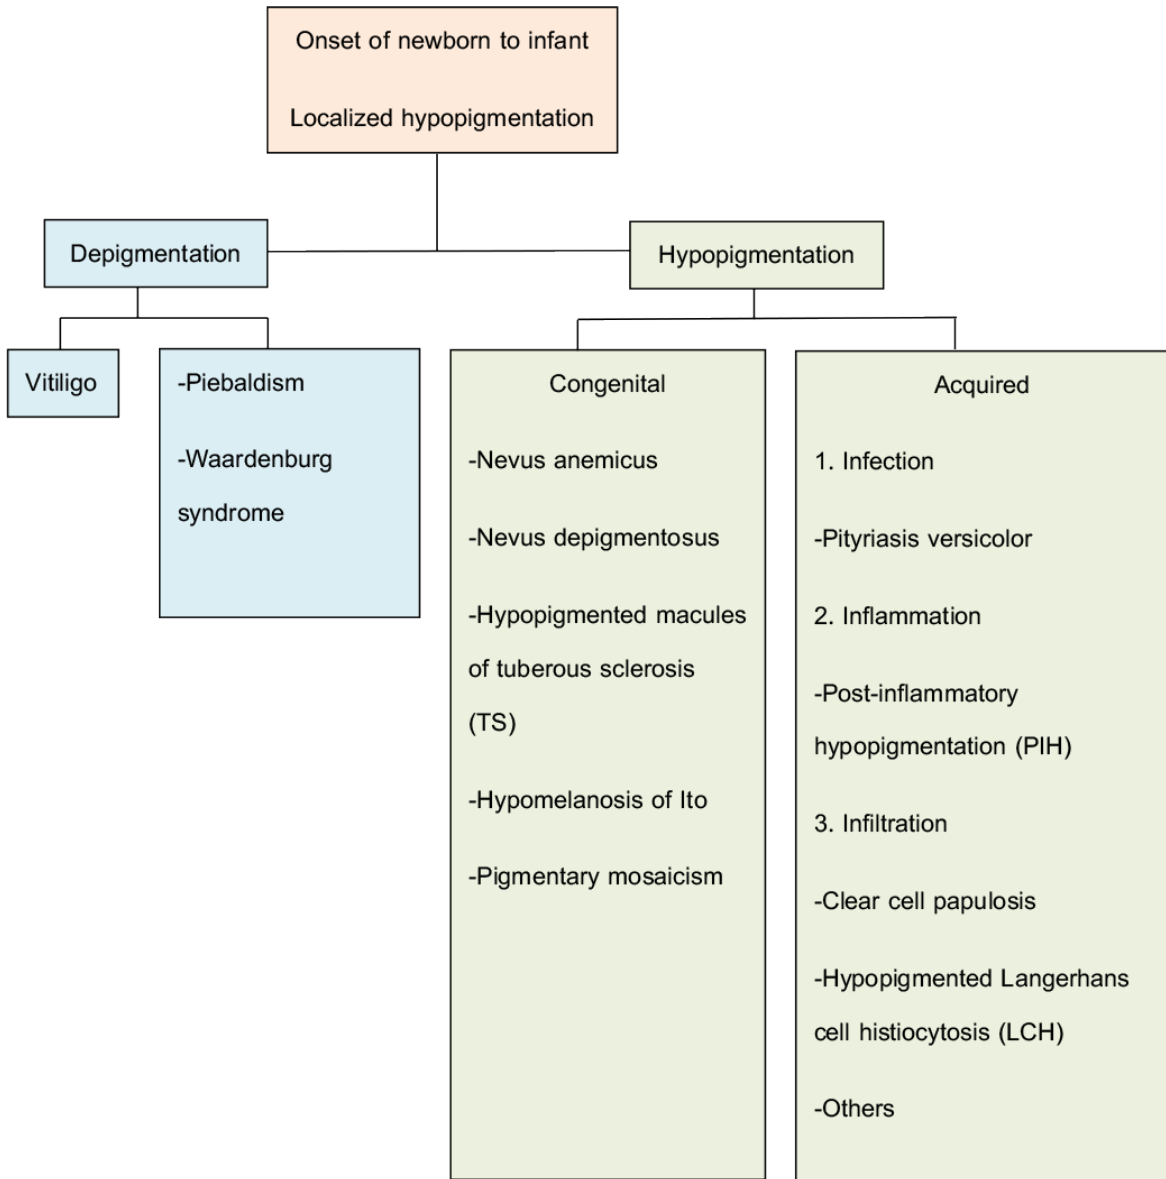 Onset of newborn to infant
Localized hypopigmentation
Depigmentation
Hypopigmentation
Vitiligo
-Piebaldism
-Waardenburg
syndrome
Congenital
-Nevus anemicus
-Nevus depigmentosus
-Hypopigmented macules
of tuberous sclerosis
(TS)
-Hypomelanosis of Ito
-Pigmentary mosaicism
Acquired
1. Infection
-Pityriasis versicolor
2. Inflammation
-Post-inflammatory
hypopigmentation (PIH)
3. Infiltration
-Clear cell papulosis
-Hypopigmented Langerhans
cell histiocytosis (LCH)
-Others